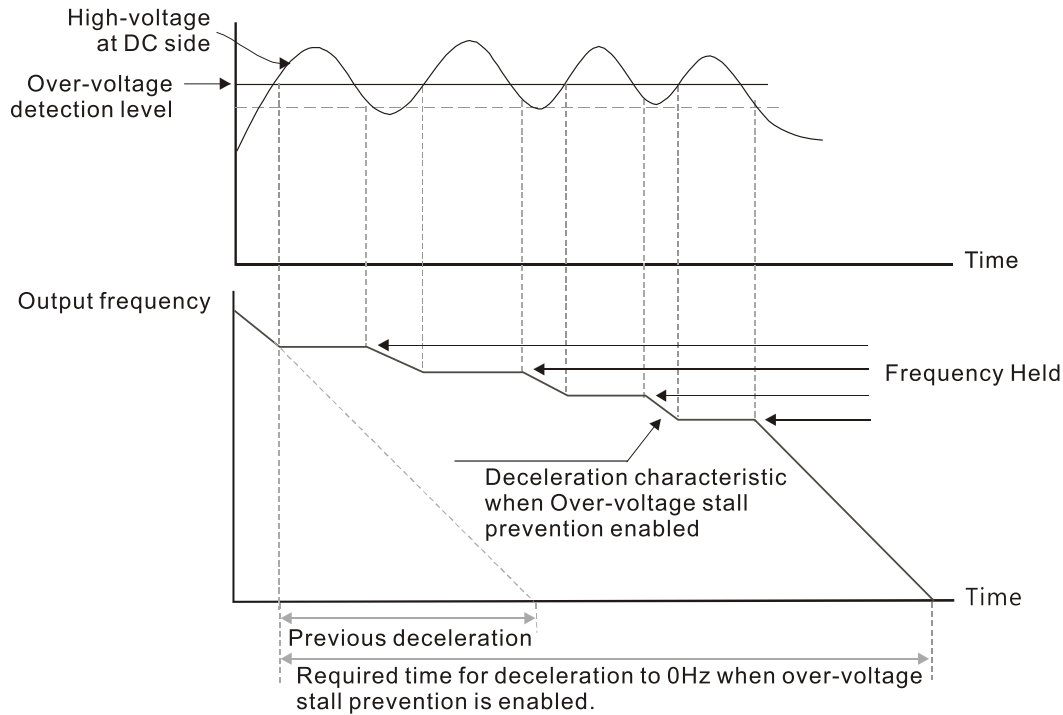 High-voltage
at DC side
Over-voltage
detection level
Time
Output frequency
Frequency Held
Deceleration characteristic
when Over-voltage stall
prevention enabled
Time
Previous deceleration
Required time for deceleration to 0Hz when over-voltage
stall prevention is enabled.